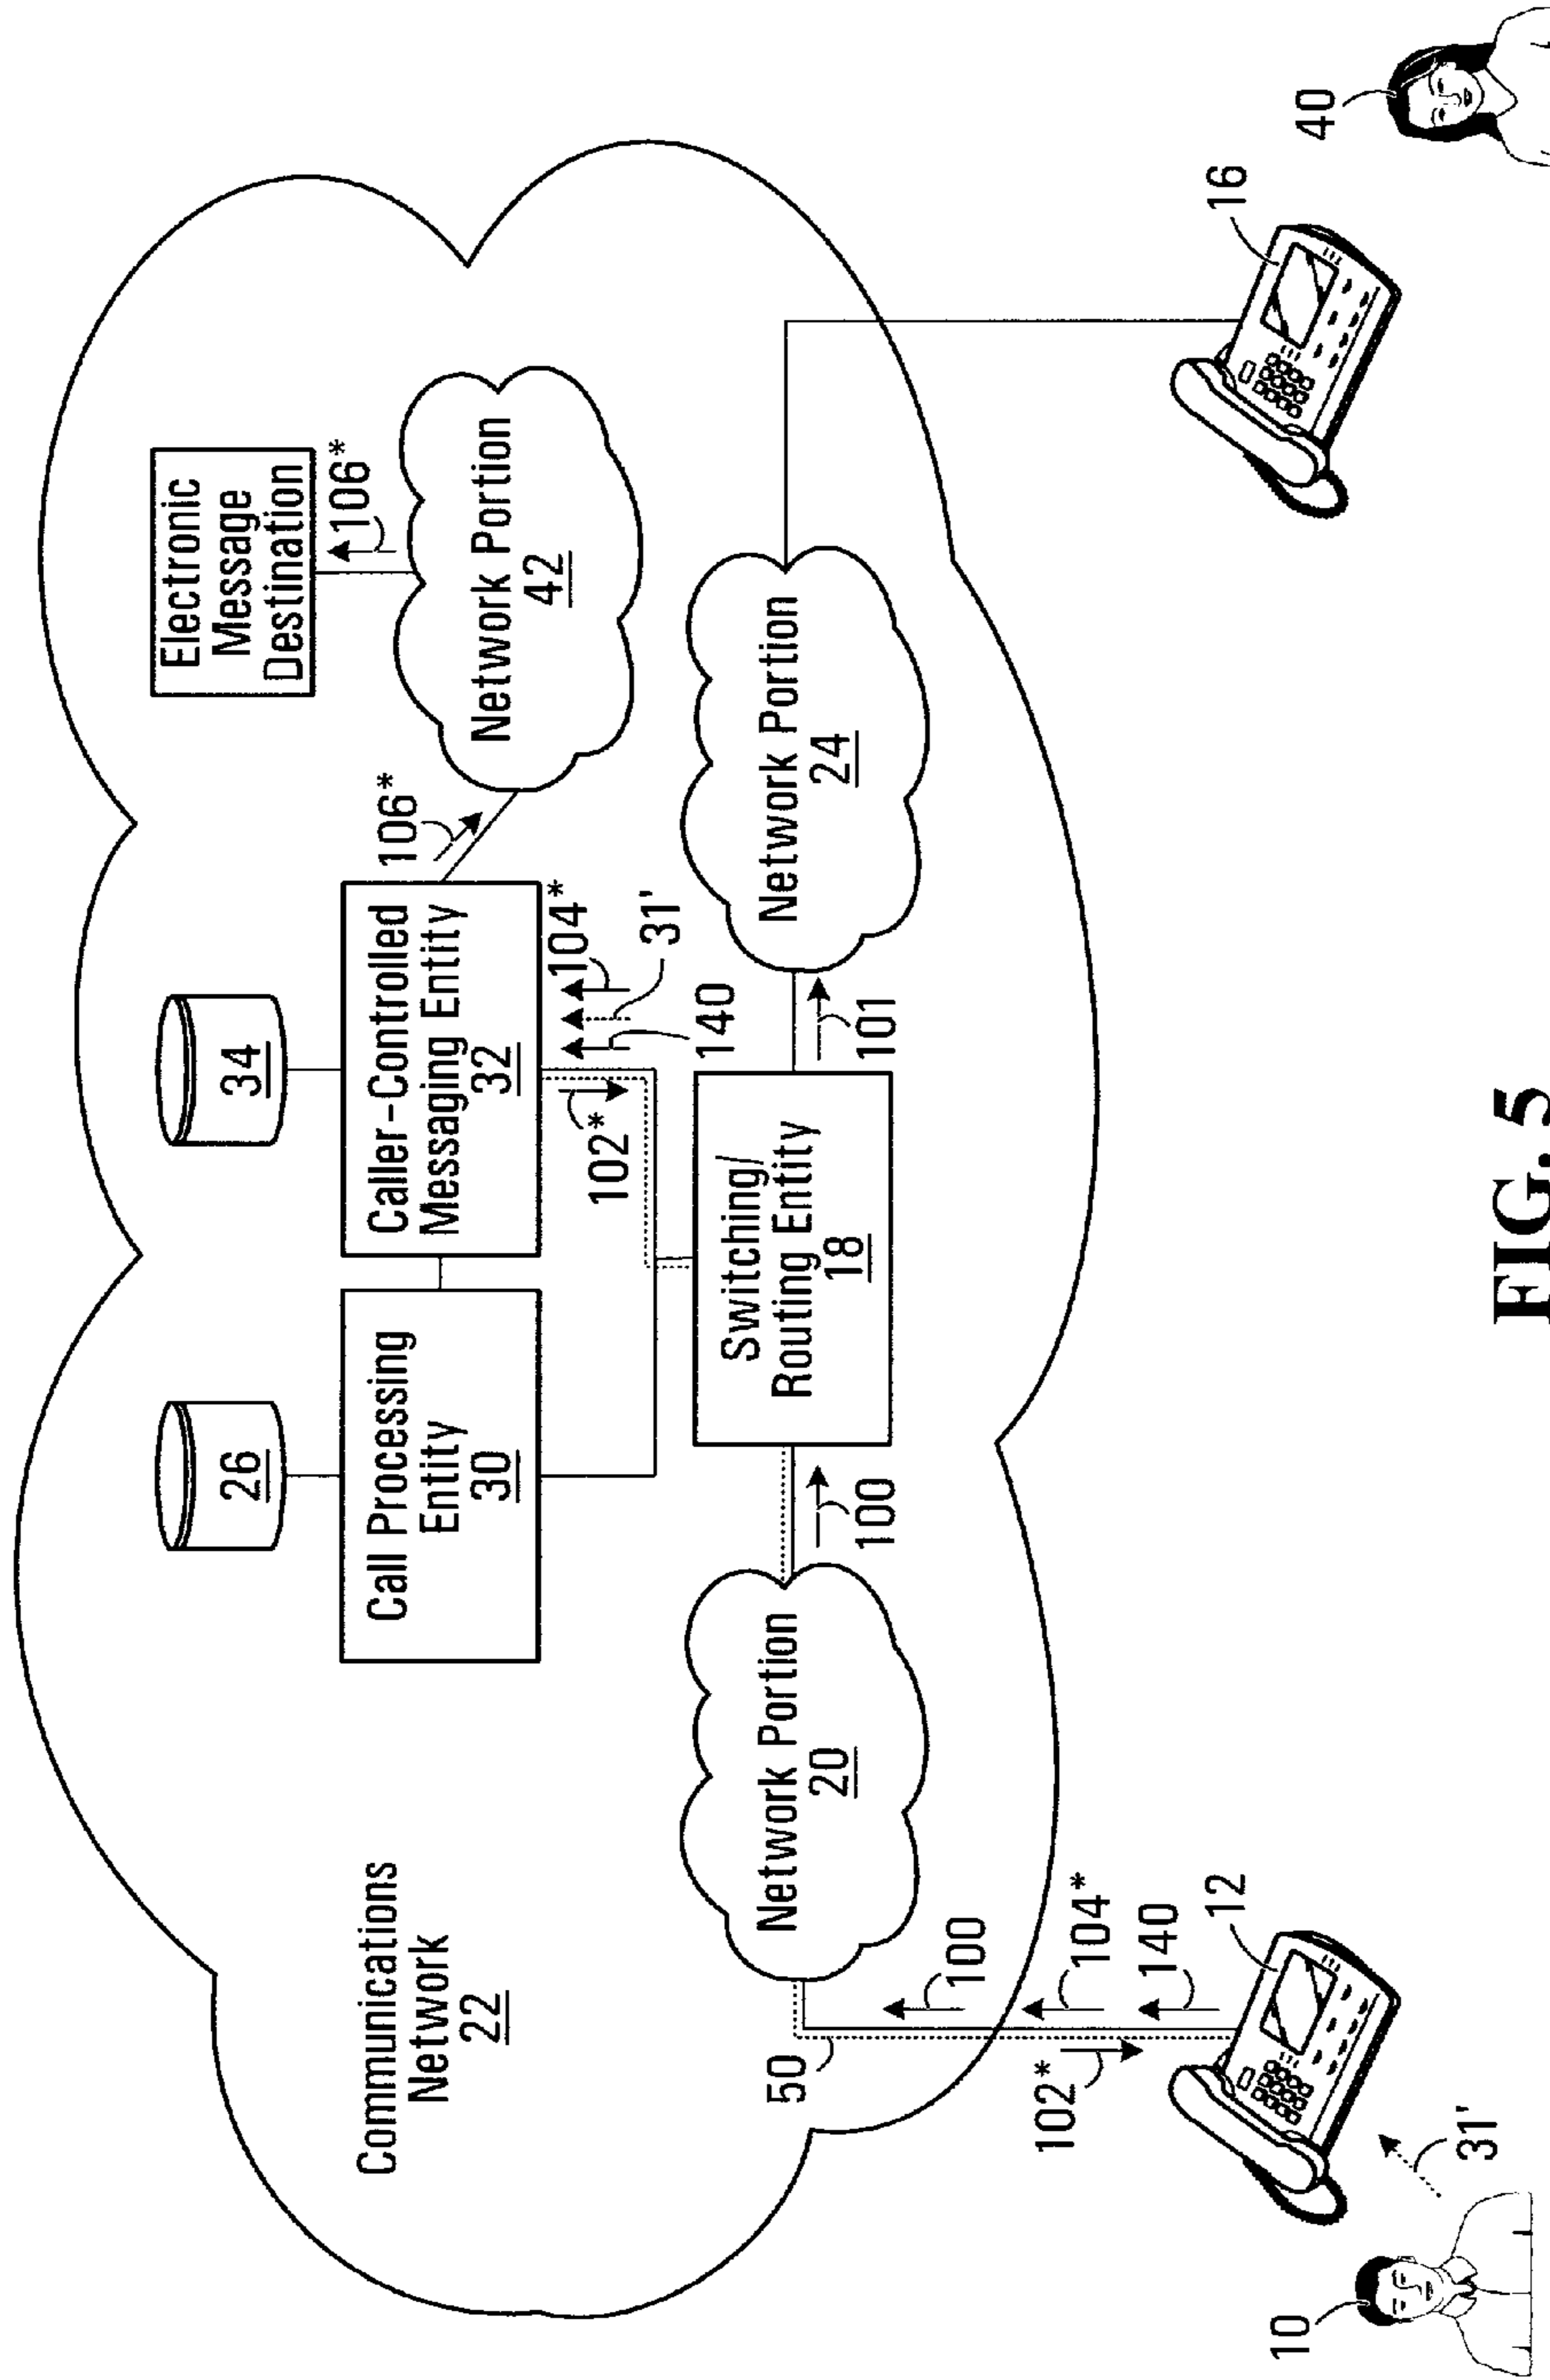 Electronic
Message
Destination
106*
Network Portion
42
106*
34
26
Caller-Controlled
Messaging Entity
32
Call Processing
Entity
30
104*
31'
140
102*
Communications
Network
22
Switching/
Routing Entity
18
Network Portion
24
101
Network Portion
20
100
50
100
104*
140
102*
12
31'
10
16
40
FIG. 5